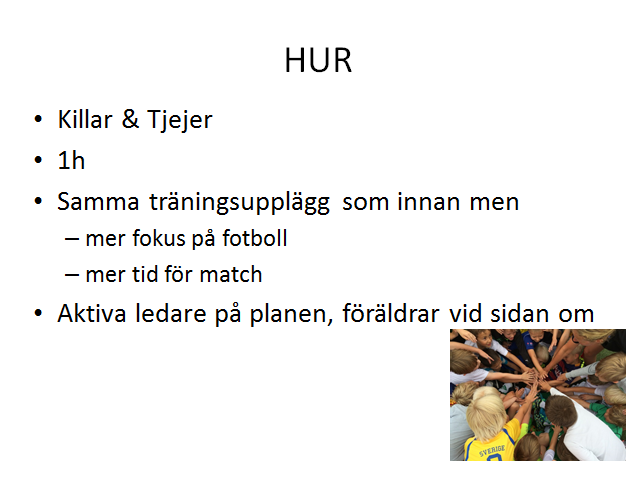 HUR
• Killar & Tjejer
• 1h
• Samma träningsupplägg som innan men
– mer fokus på fotboll
– mer tid för match
• Aktiva ledare på planen, föräldrar vid sidan om
SVERIGE